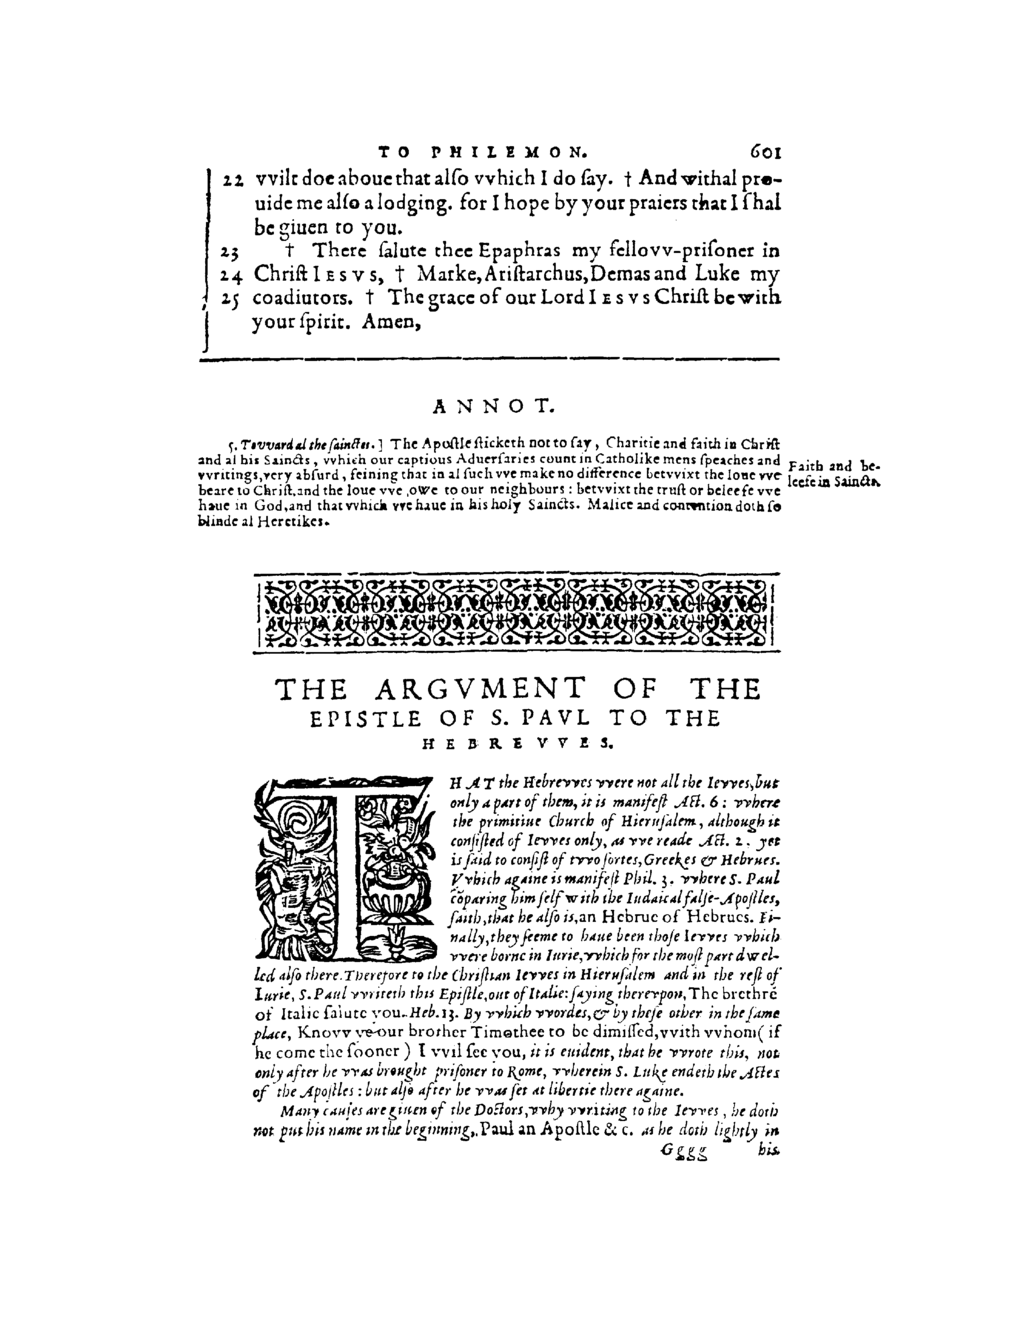 TO PHILEMON. 601
22 vvilt doe aboue that alſo vvhich I do ſay. † And withal pro-
uide me alſo a lodging. for I hope by your praiers that I ſhal
be giuen to you.
23 † There ſalute thee Epaphras my fellovv-priſoner in
24 Chriſt IESVS, † Marke, Ariſtarchus, Demas and Luke my
25 coadiutors. † The grace of our Lord IESVS Chriſt be with
your ſpirit. Amen,
ANNOT.
5. Tovvard al the ſainctes. ] The Apoſtle ſticketh not to ſay, Charitie and faith in Chriſt
and al his Saincts, vvhich our captious Aduerſaries count in Catholike mens ſpeaches and
vvritings, very abſurd, feining that in al ſuch vve make no difference betvvixt the loue vve
beare to Chriſt, and the loue vve ,owe to our neighbours : betvvixt the truſt or beleefe vve
haue in God, and that vvhich vve haue in his holy Saincts. Malice and contention doth ſo
blinde al Heretikes.
Faith and be-
leefe in Saincts.
THE ARGVMENT OF THE
EPISTLE OF S. PAVL TO THE
HEBREVVES.
THAT the Hebrevves vvere not all the Ievves, but
only a part of them, it is manifeſt Act. 6 : vvhere
the primitiue Church of Hieruſalem, although it
conſiſted of Ievves only, as vve reade Act. 2. yet
is ſaid to conſiſt of tvvo ſortes, Greekes & Hebrues.
Vvhich againe is manifeſt Phil. 3. vvhere S. Paul
cōparing him ſelf with the Iudaical falſe-Apoſtles,
ſaith, that he alſo is, an Hebrue of Hebrues. Fi-
nally, they ſeeme to haue been thoſe Ievves vvhich
vvere borne in Iurie, vvhich for the moſt part dwel-
led alſo there. Therefore to the Chriſtian Ievves in Hieruſalem and in the reſt of
Iurie, S. Paul vvriteth this Epiſtle, out of Italie: ſaying therevpon, The brethrē
of Italie ſalute you. Heb. 13. By vvhich vvordes, & by theſe other in the ſame
place, Knovv ye our brother Timothee to be dimiſſed, vvith vvhom ( if
he come the ſooner ) I vvil ſee you, it is euident, that he vvrote this, not
only after he vvas brought priſoner to Rome, vvherein S. Luke endeth the Actes
of the Apoſtles : but alſo after he vvas ſet at libertie there againe.
Many cauſes are giuen of the Doctors, vvhy vvriting to the Ievves, he doth
not put his name in the beginning, Paul an Apoſtle & c. as he doth lightly in
Gggg his